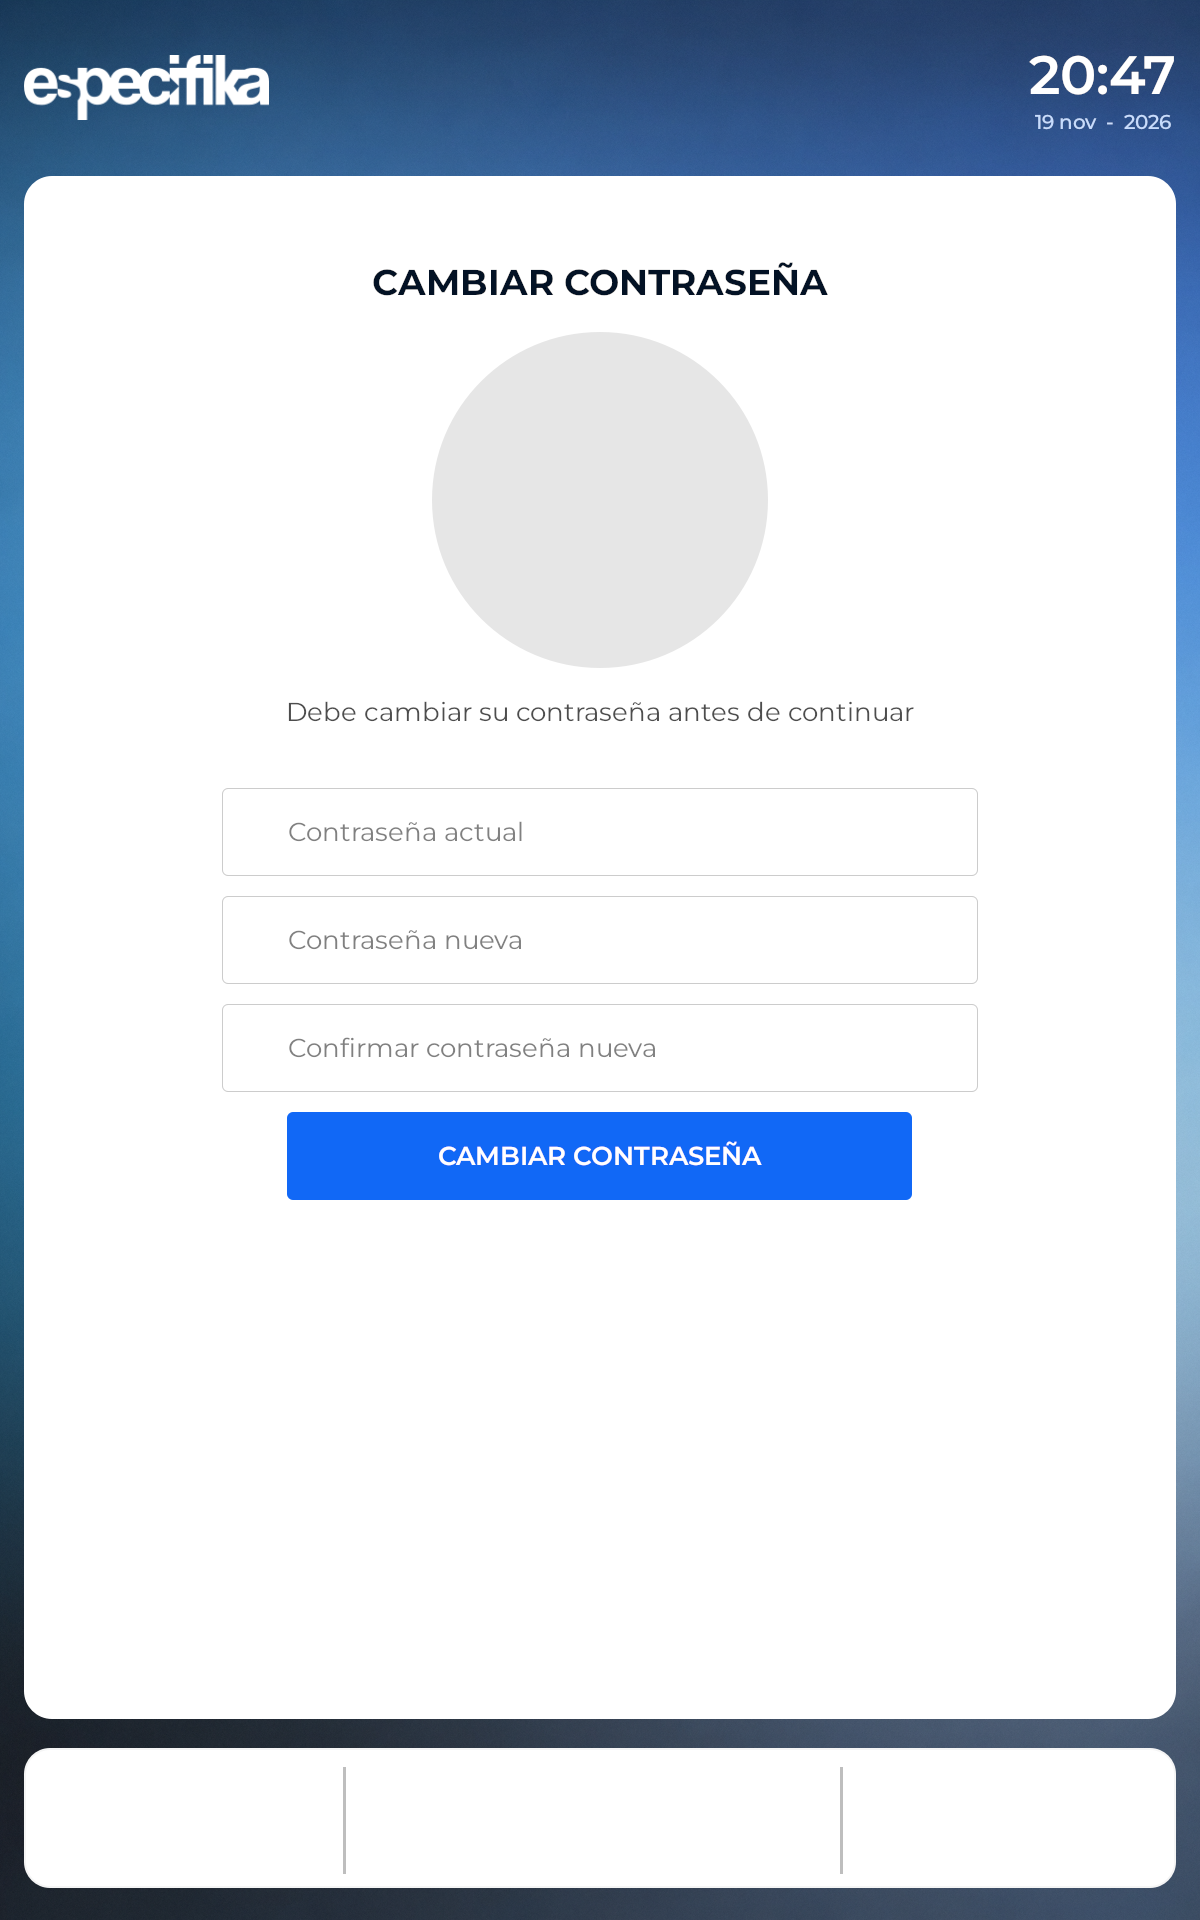 especifika
20:47
19 nov - 2026
CAMBIAR CONTRASEÑA
Debe cambiar su contraseña antes de continuar
Contraseña actual
Contraseña nueva
Confirmar contraseña nueva
CAMBIAR CONTRASEÑA